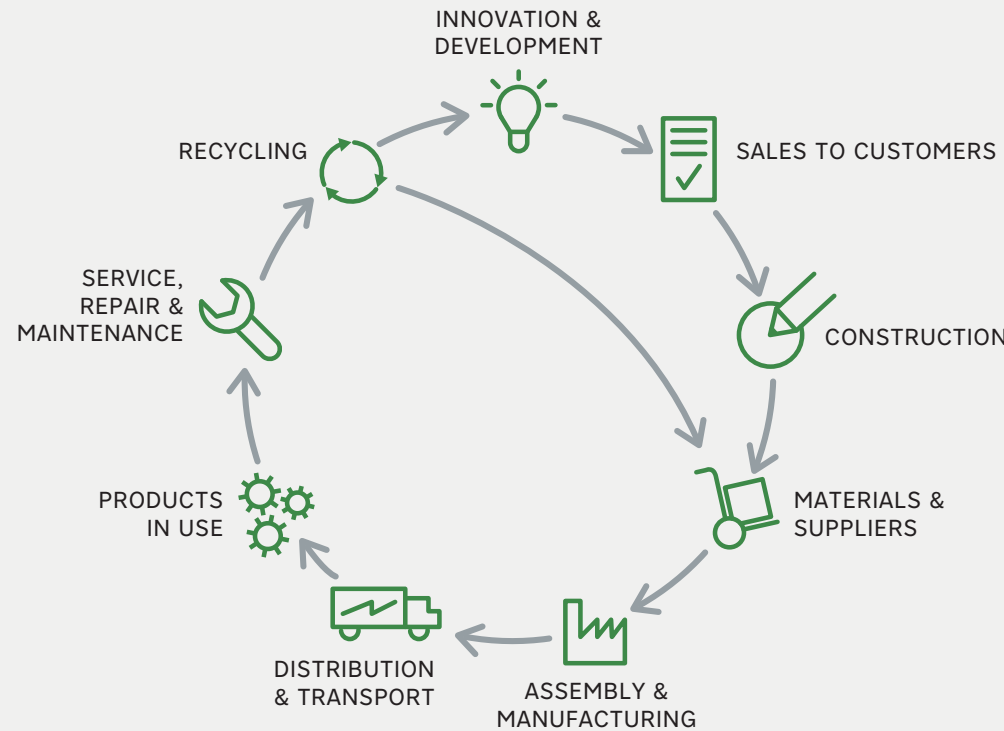 INNOVATION &
DEVELOPMENT
SALES TO CUSTOMERS
CONSTRUCTION
MATERIALS &
SUPPLIERS
ASSEMBLY &
MANUFACTURING
DISTRIBUTION
& TRANSPORT
PRODUCTS
IN USE
SERVICE,
REPAIR &
MAINTENANCE
RECYCLING